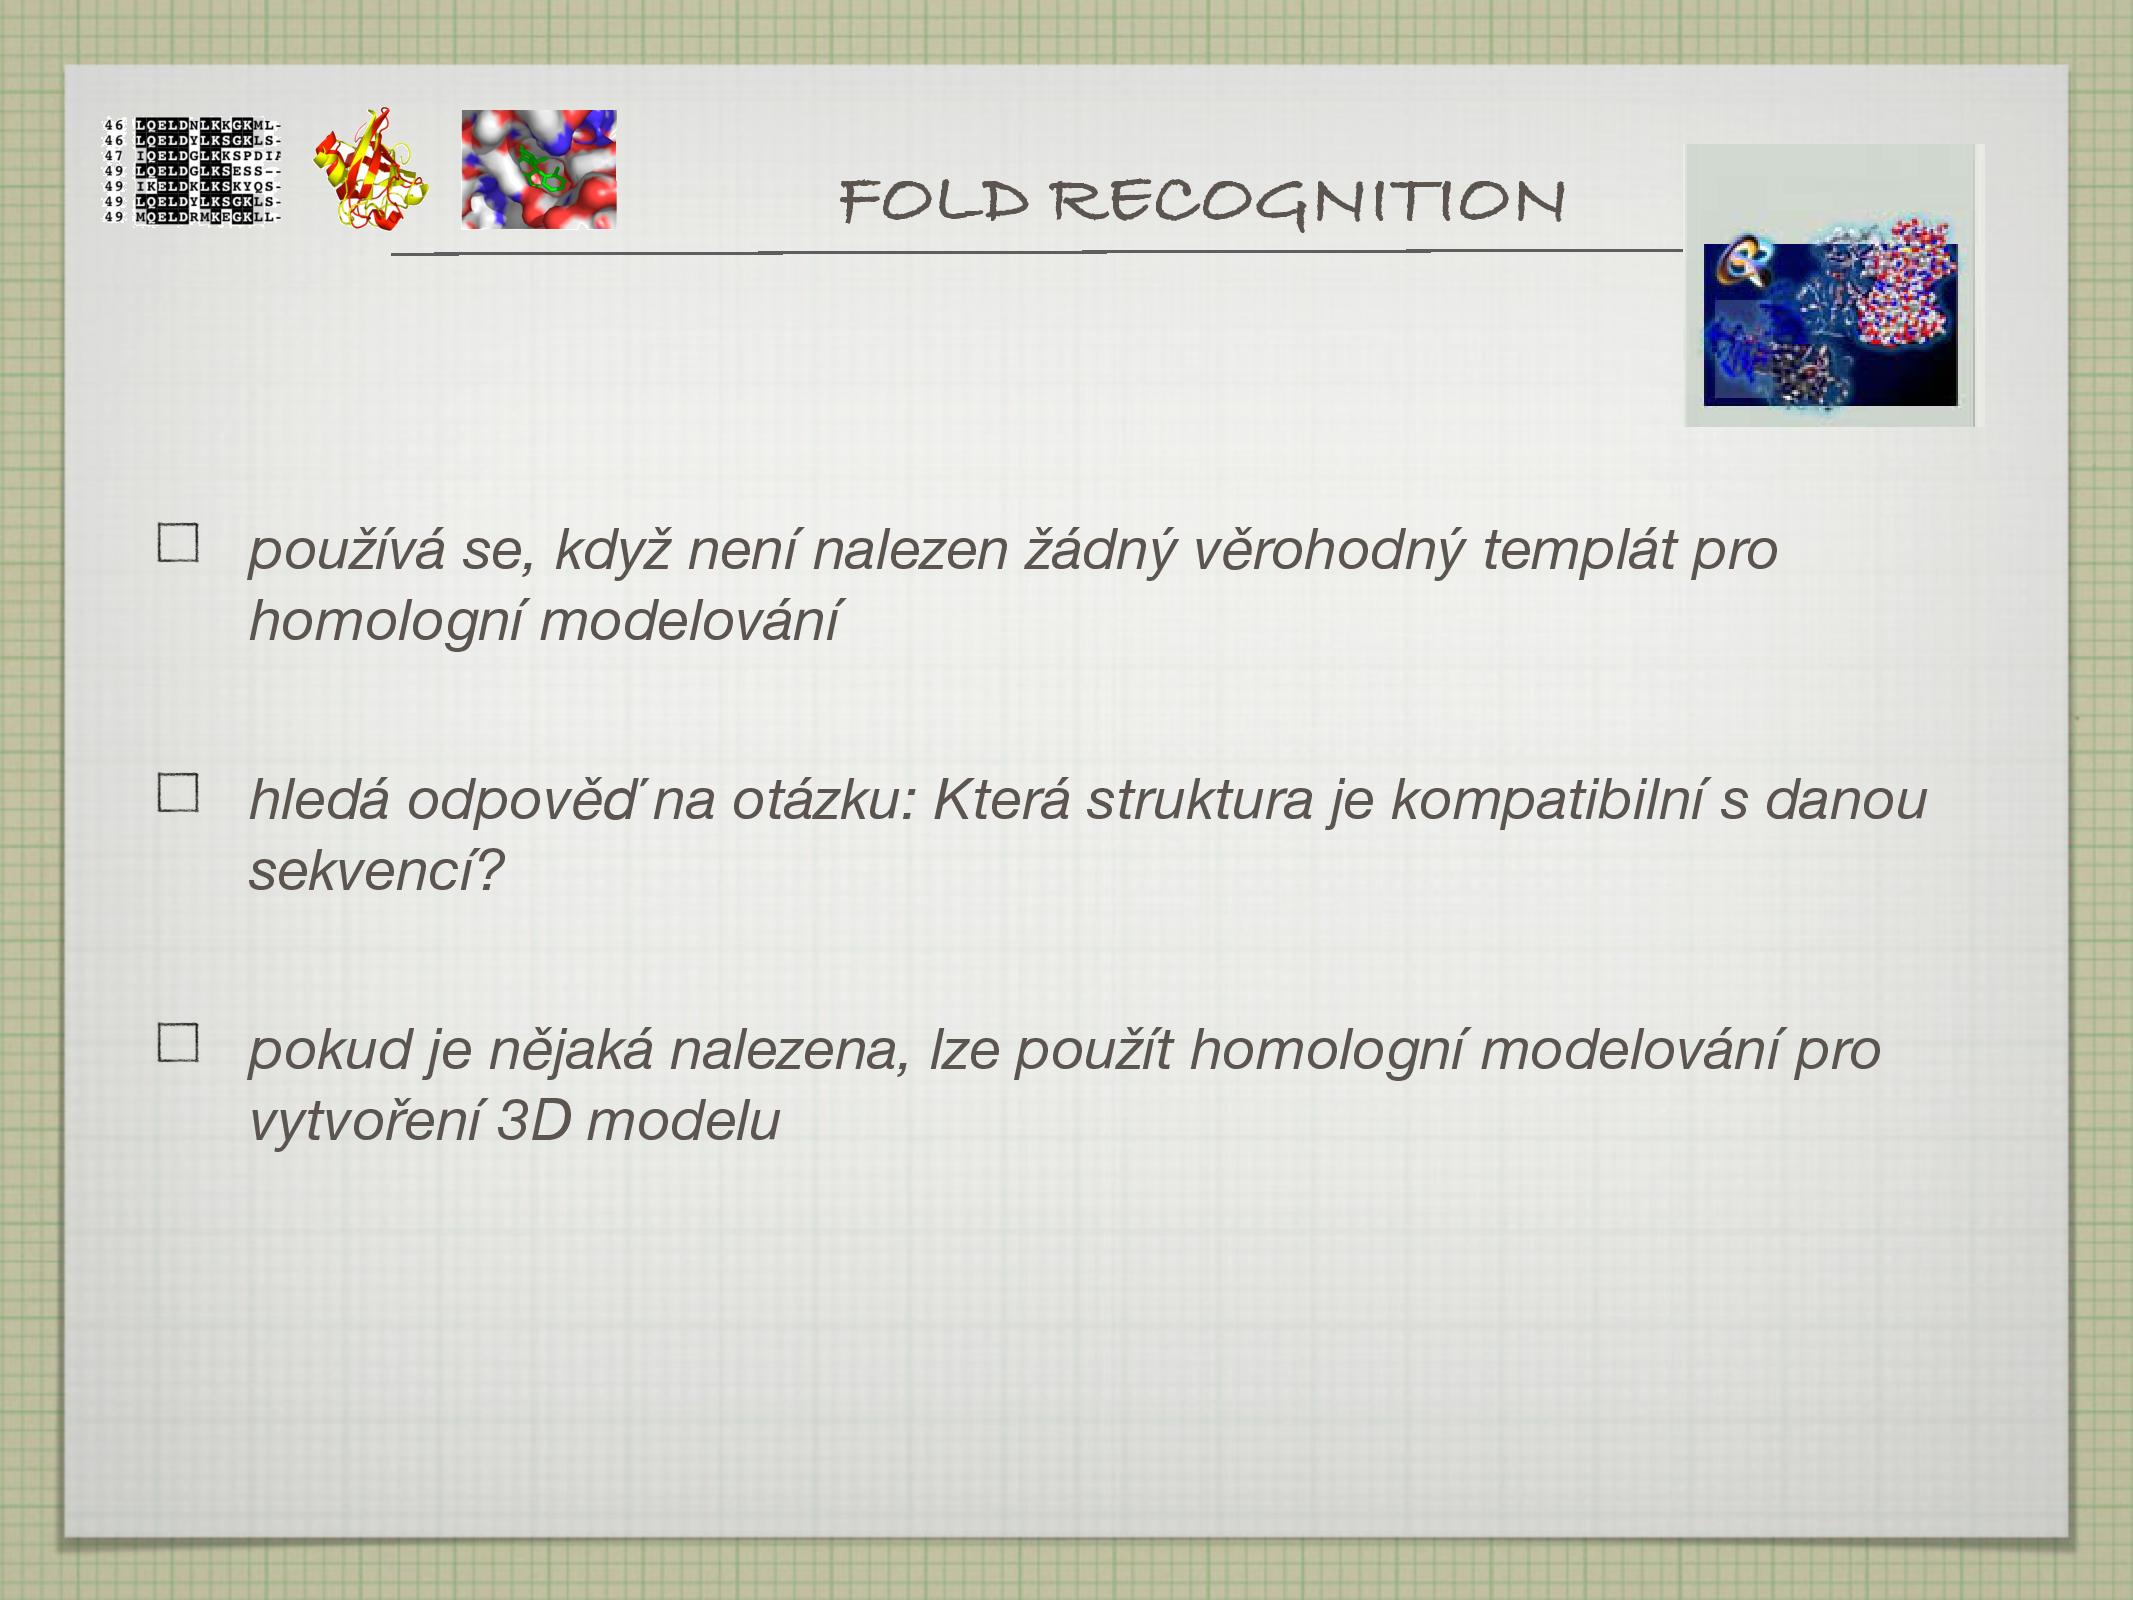 46 LQELDNLKKGKML-
46 LQELDYLKSGKLS-
47 IQELDGLKKSPDIA
49 LQELDGLKSESS--
49 IKELDKLKSKYQS-
49 LQELDYLKSGKLS-
49 MQELDRMKEGKLL-
FOLD RECOGNITION
používá se, když není nalezen žádný věrohodný templát pro
homologní modelování
hledá odpověď na otázku: Která struktura je kompatibilní s danou
sekvencí?
pokud je nějaká nalezena, lze použít homologní modelování pro
vytvoření 3D modelu